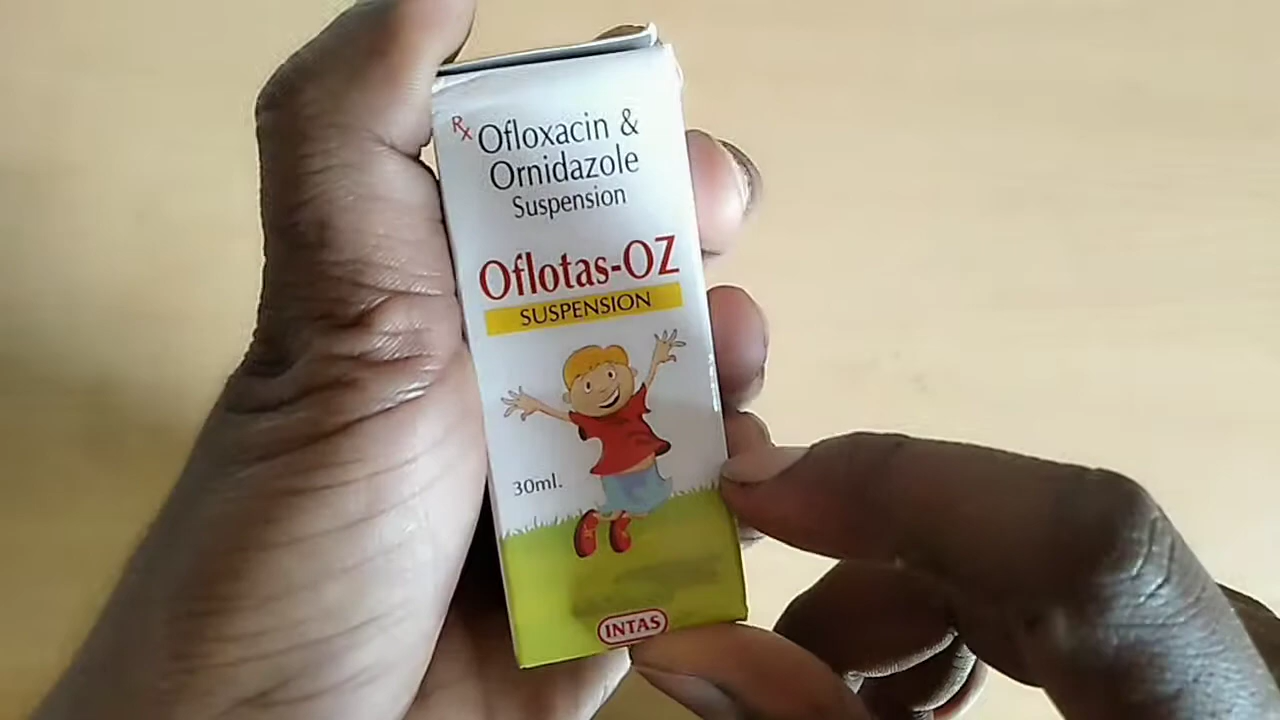 Rx Ofloxacin &
Ornidazole
Suspension
Oflotas-OZ
SUSPENSION
30ml.
INTAS